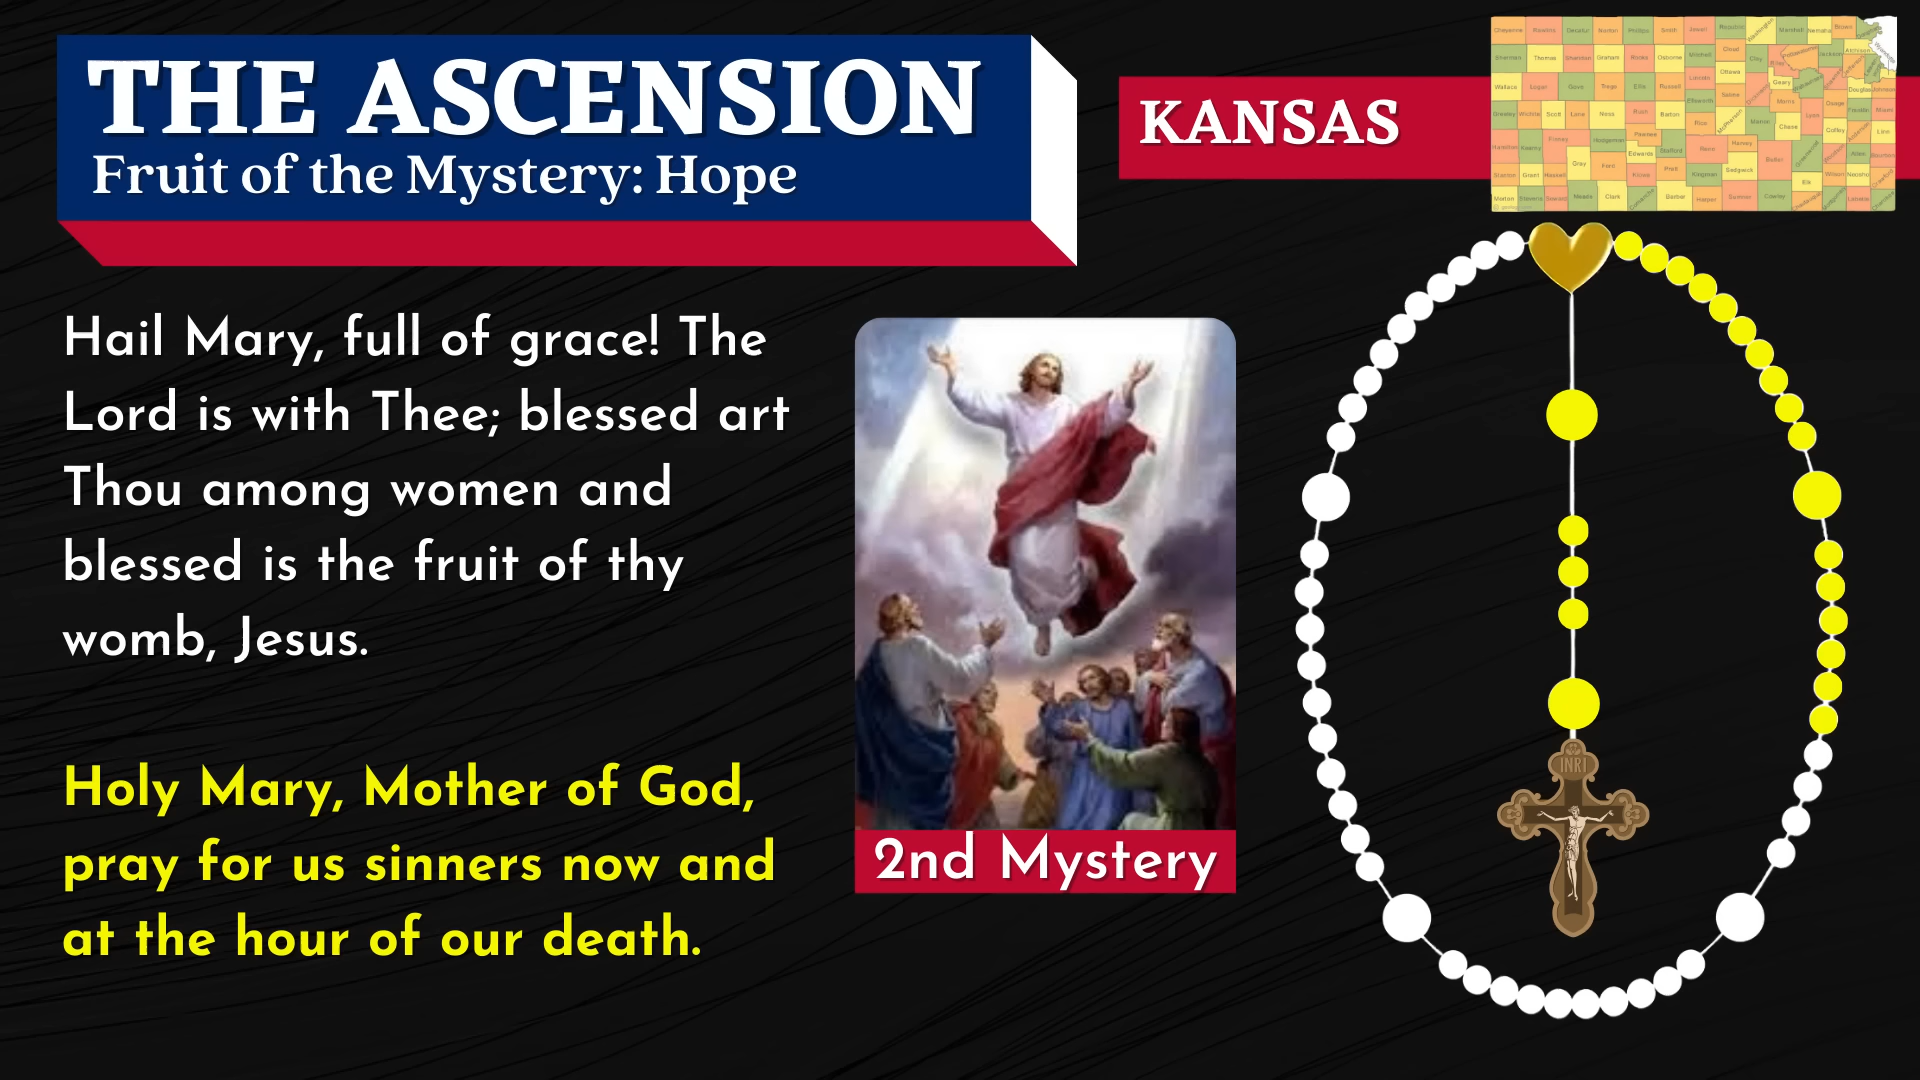 THE ASCENSION
Fruit of the Mystery: Hope
KANSAS
Hail Mary, full of grace! The
Lord is with Thee; blessed art
Thou among women and
blessed is the fruit of thy
womb, Jesus.
Holy Mary, Mother of God,
pray for us sinners now and
at the hour of our death.
2nd Mystery
INRI